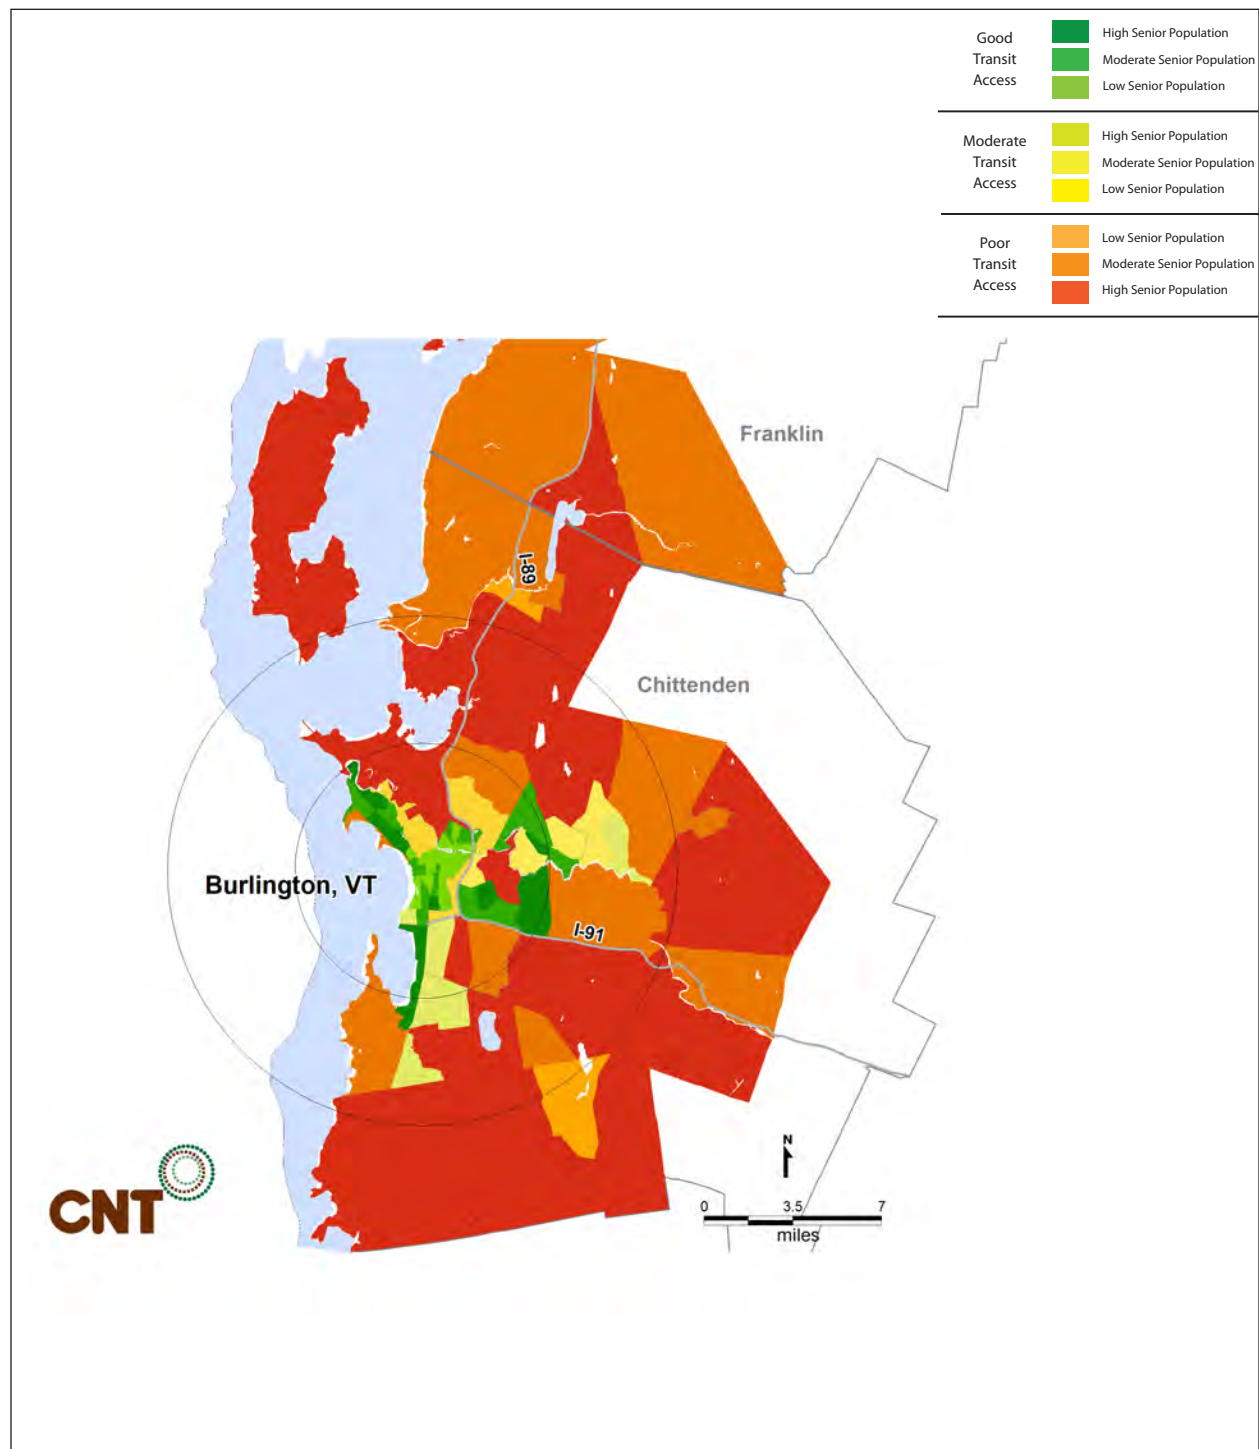 Good
Transit
Access
High Senior Population
Moderate Senior Population
Low Senior Population
Moderate
Transit
Access
High Senior Population
Moderate Senior Population
Low Senior Population
Poor
Transit
Access
Low Senior Population
Moderate Senior Population
High Senior Population
Franklin
I-89
Chittenden
Burlington, VT
I-91
CNT
N
0 3.5 7
miles